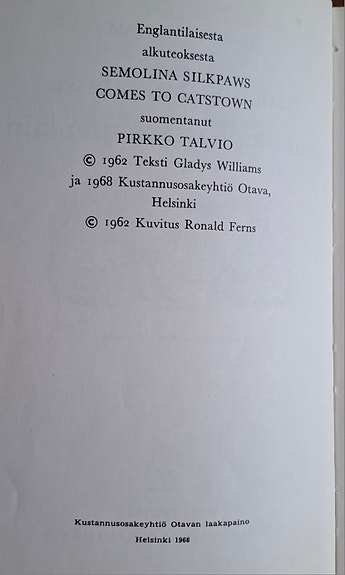 Englantilaisesta
alkuteoksesta
SEMOLINA SILKPAWS
COMES TO CATSTOWN
suomentanut
PIRKKO TALVIO
© 1962 Teksti Gladys Williams
ja 1968 Kustannusosakeyhtiö Otava,
Helsinki
© 1962 Kuvitus Ronald Ferns
Kustannusosakeyhtiö Otavan laakapaino
Helsinki 1968